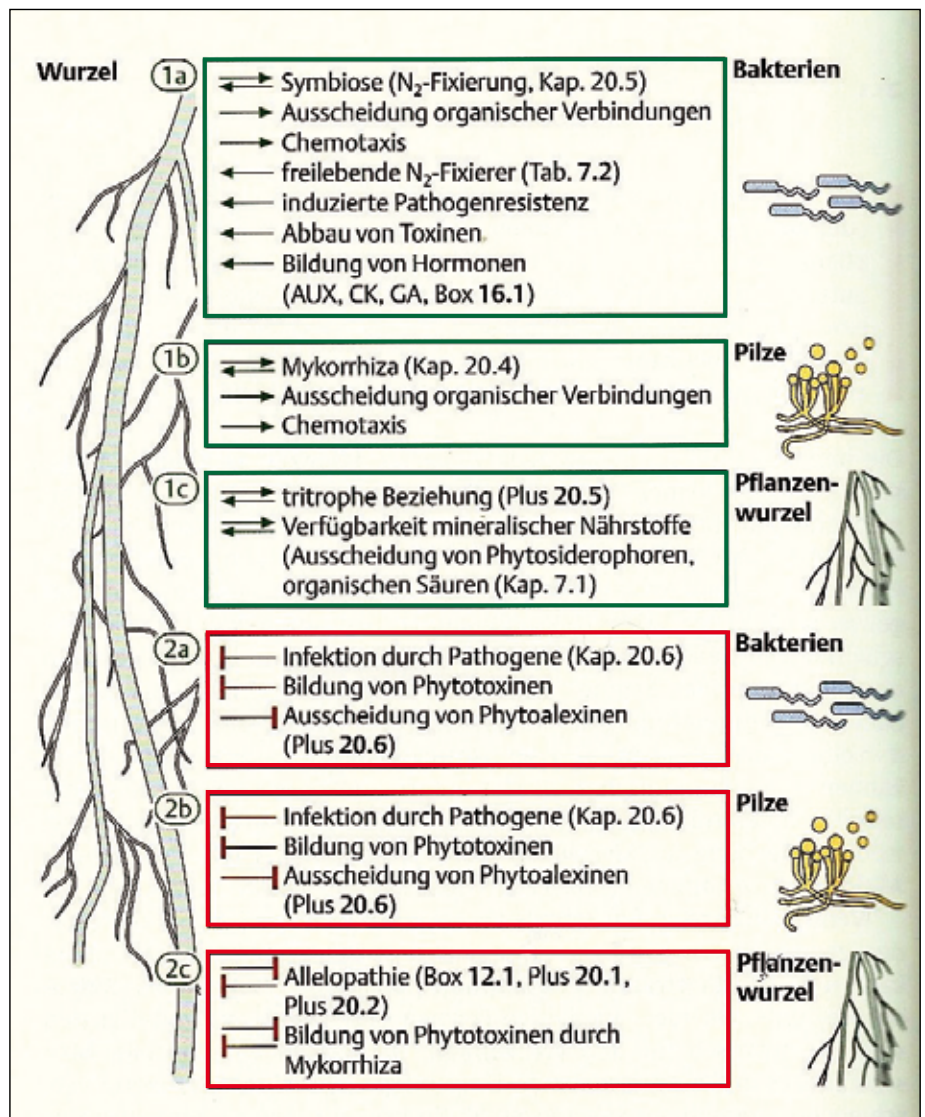 Wurzel
1a
Symbiose (N₂-Fixierung, Kap. 20.5)
Ausscheidung organischer Verbindungen
Chemotaxis
freilebende N₂-Fixierer (Tab. 7.2)
induzierte Pathogenresistenz
Abbau von Toxinen
Bildung von Hormonen
(AUX, CK, GA, Box 16.1)
Bakterien
1b
Mykorrhiza (Kap. 20.4)
Ausscheidung organischer Verbindungen
Chemotaxis
Pilze
1c
tritrophe Beziehung (Plus 20.5)
Verfügbarkeit mineralischer Nährstoffe
(Ausscheidung von Phytosiderophoren,
organischen Säuren (Kap. 7.1)
Pflanzen-
wurzel
2a
Infektion durch Pathogene (Kap. 20.6)
Bildung von Phytotoxinen
Ausscheidung von Phytoalexinen
(Plus 20.6)
Bakterien
2b
Infektion durch Pathogene (Kap. 20.6)
Bildung von Phytotoxinen
Ausscheidung von Phytoalexinen
(Plus 20.6)
Pilze
2c
Allelopathie (Box 12.1, Plus 20.1,
Plus 20.2)
Bildung von Phytotoxinen durch
Mykorrhiza
Pflanzen-
wurzel